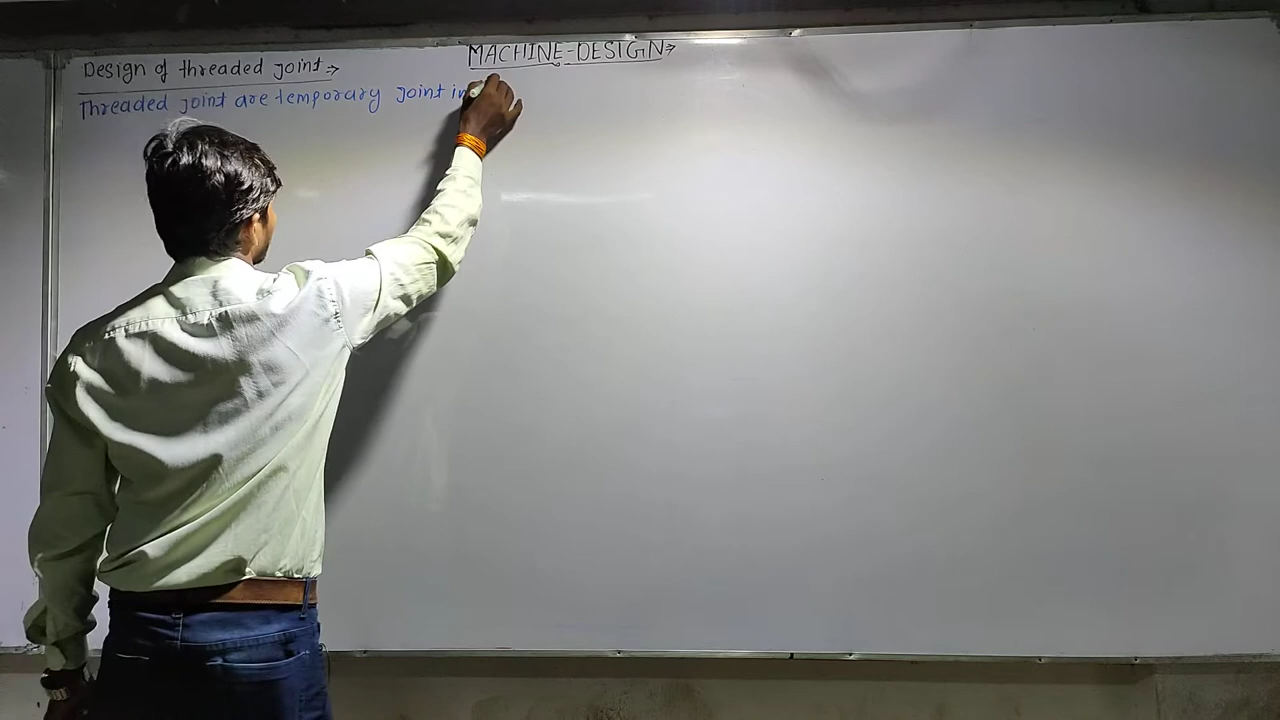 MACHINE-DESIGN→
Design of threaded joint→
Threaded joint are temporary joint in